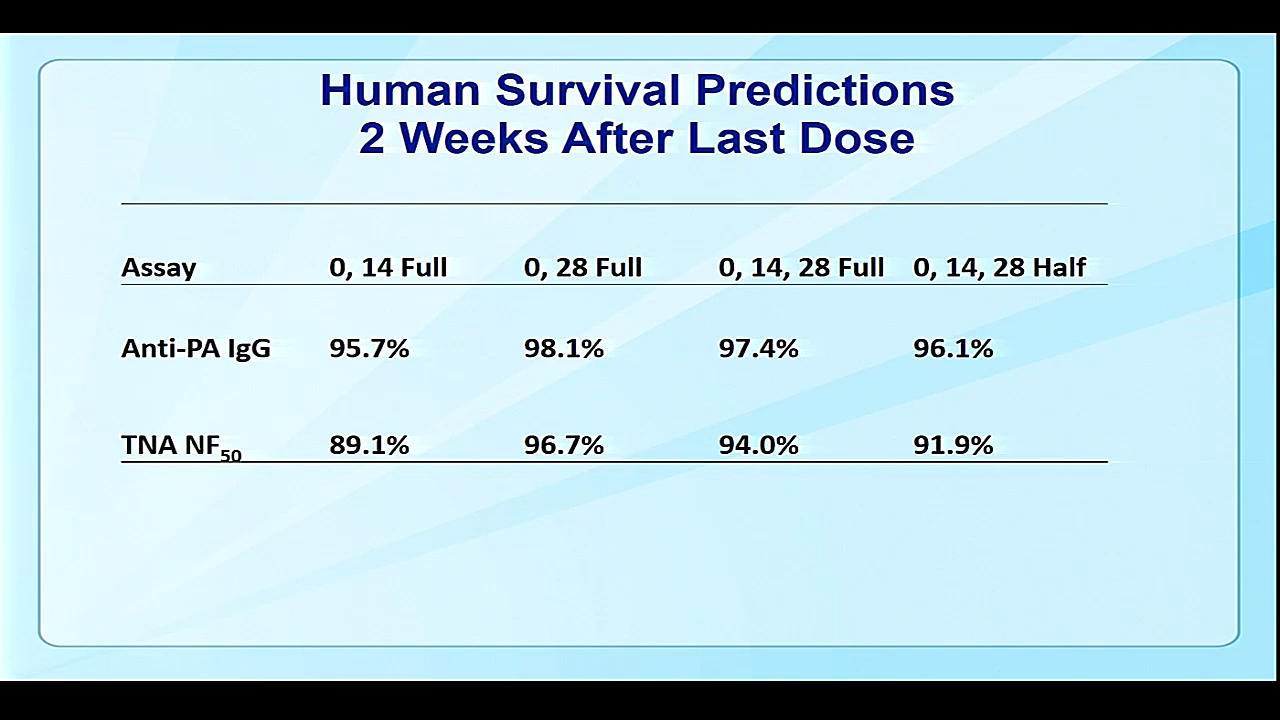 Human Survival Predictions
2 Weeks After Last Dose
Assay 0, 14 Full 0, 28 Full 0, 14, 28 Full 0, 14, 28 Half
Anti-PA IgG 95.7% 98.1% 97.4% 96.1%
TNA NF50 89.1% 96.7% 94.0% 91.9%